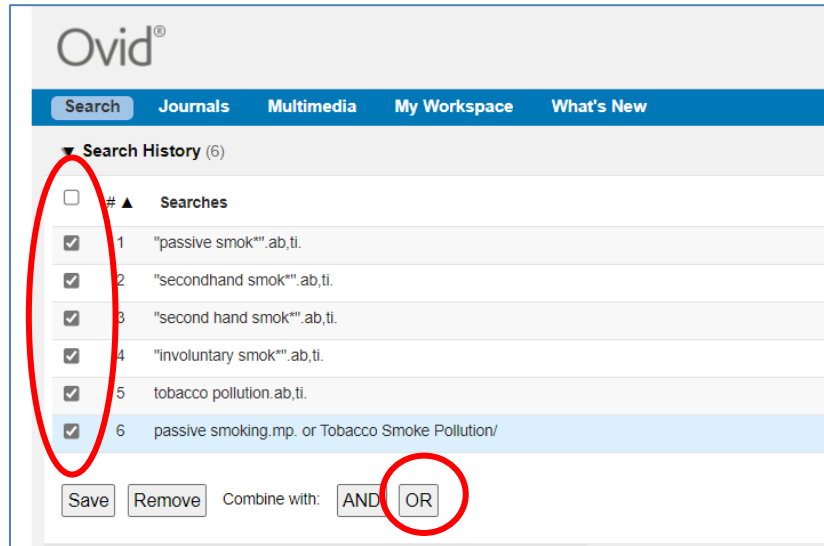 Ovid®
Search Journals Multimedia My Workspace What's New
▼ Search History (6)
# ▲ Searches
1 "passive smok*".ab,ti.
2 "secondhand smok*".ab,ti.
3 "second hand smok*".ab,ti.
4 "involuntary smok*".ab,ti.
5 tobacco pollution.ab,ti.
6 passive smoking.mp. or Tobacco Smoke Pollution/
Save Remove Combine with: AND OR